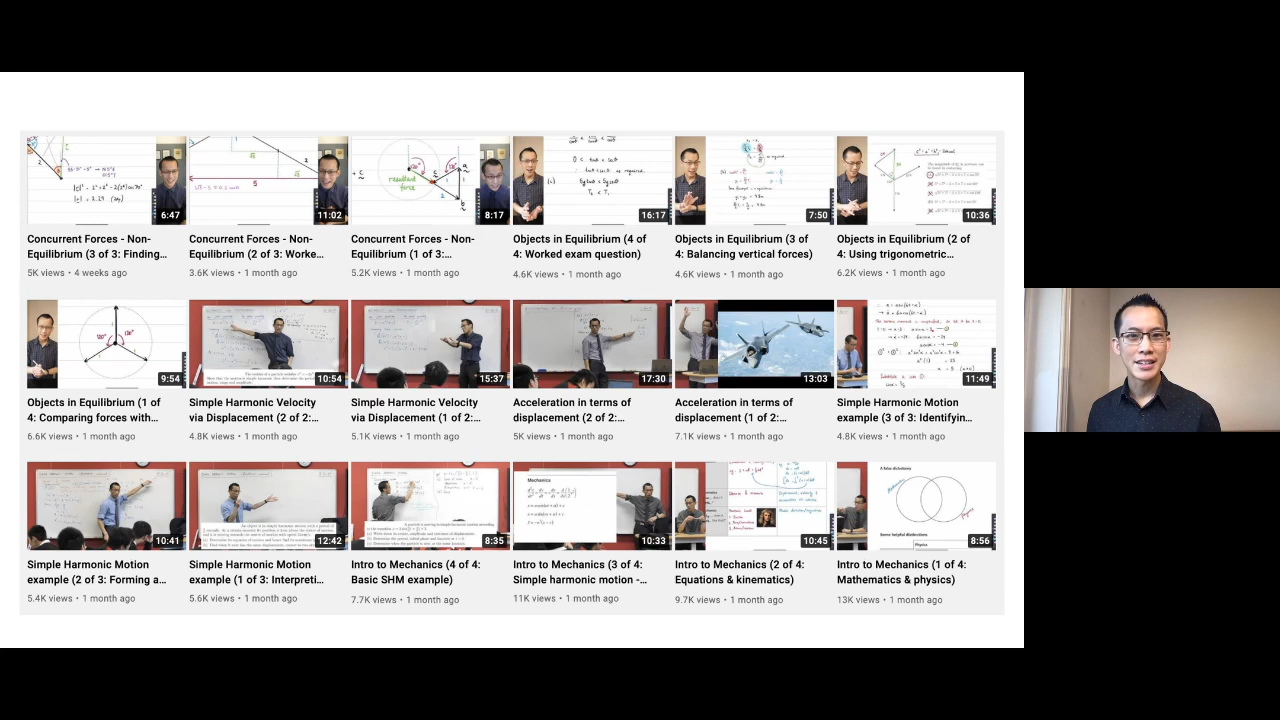 6:47
11:02
8:17
16:17
7:50
10:36
Concurrent Forces - Non-
Equilibrium (3 of 3: Finding...
5K views • 4 weeks ago
Concurrent Forces - Non-
Equilibrium (2 of 3: Worke...
3.6K views • 1 month ago
Concurrent Forces - Non-
Equilibrium (1 of 3:...
5.2K views • 1 month ago
Objects in Equilibrium (4 of
4: Worked exam question)
4.6K views • 1 month ago
Objects in Equilibrium (3 of
4: Balancing vertical forces)
4.6K views • 1 month ago
Objects in Equilibrium (2 of
4: Using trigonometric...
6.2K views • 1 month ago
resultant
force
120°
120°
9:54
10:54
15:37
17:30
13:03
11:49
Objects in Equilibrium (1 of
4: Comparing forces with...
6.6K views • 1 month ago
Simple Harmonic Velocity
via Displacement (2 of 2:...
4.8K views • 1 month ago
Simple Harmonic Velocity
via Displacement (1 of 2:...
5.1K views • 1 month ago
Acceleration in terms of
displacement (2 of 2:...
5K views • 1 month ago
Acceleration in terms of
displacement (1 of 2:...
7.1K views • 1 month ago
Simple Harmonic Motion
example (3 of 3: Identifyin...
4.8K views • 1 month ago
Mechanics
A false dichotomy
Some helpful distinctions
Physics
10:41
12:42
8:35
10:33
10:45
8:56
Simple Harmonic Motion
example (2 of 3: Forming a...
5.4K views • 1 month ago
Simple Harmonic Motion
example (1 of 3: Interpreti...
5.6K views • 1 month ago
Intro to Mechanics (4 of 4:
Basic SHM example)
7.7K views • 1 month ago
Intro to Mechanics (3 of 4:
Simple harmonic motion -...
11K views • 1 month ago
Intro to Mechanics (2 of 4:
Equations & kinematics)
9.7K views • 1 month ago
Intro to Mechanics (1 of 4:
Mathematics & physics)
13K views • 1 month ago